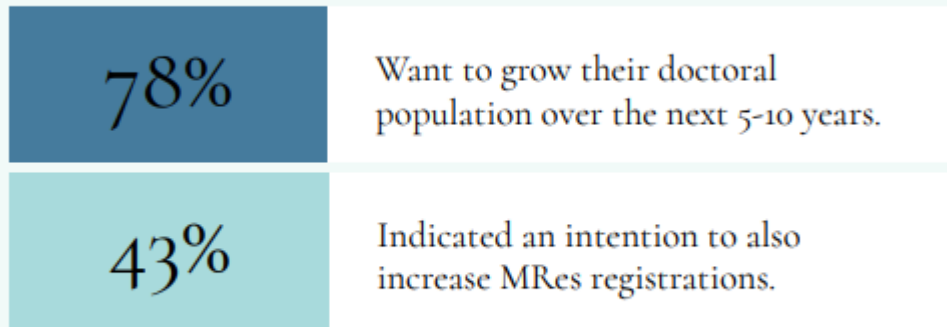 78%
Want to grow their doctoral
population over the next 5-10 years.
43%
Indicated an intention to also
increase MRes registrations.